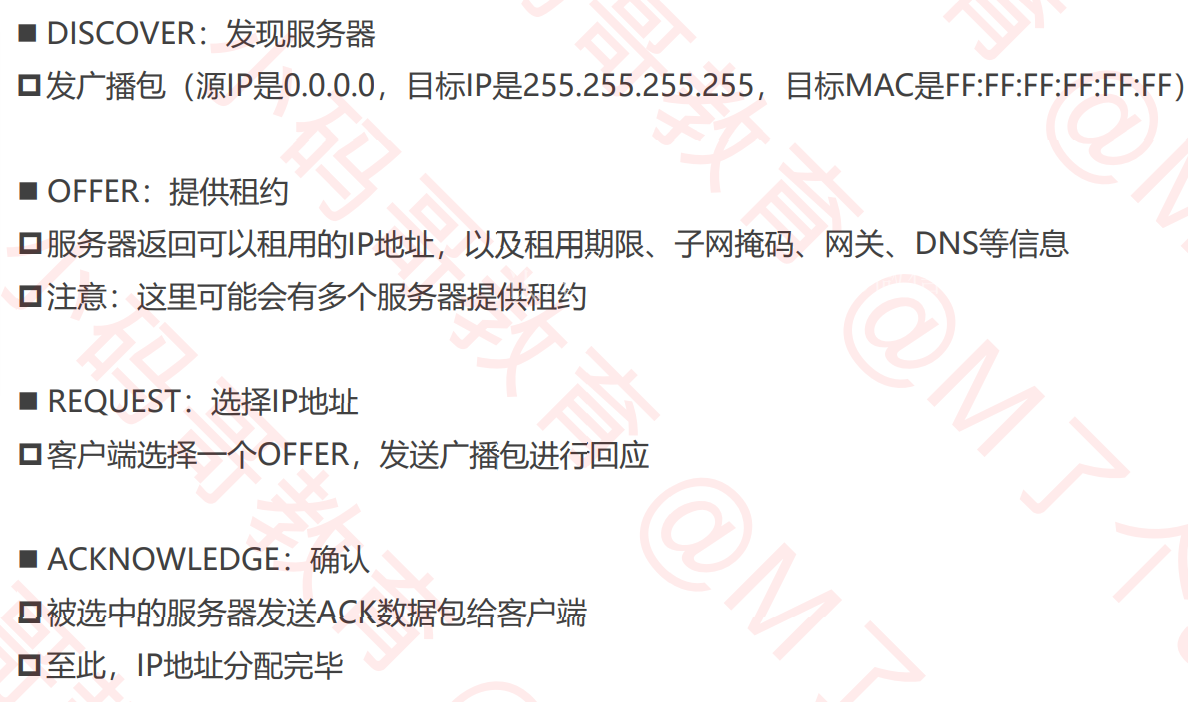 ■ DISCOVER：发现服务器
发广播包（源IP是0.0.0.0，目标IP是255.255.255.255，目标MAC是FF:FF:FF:FF:FF:FF）
■ OFFER：提供租约
服务器返回可以租用的IP地址，以及租用期限、子网掩码、网关、DNS等信息
注意：这里可能会有多个服务器提供租约
■ REQUEST：选择IP地址
客户端选择一个OFFER，发送广播包进行回应
■ ACKNOWLEDGE：确认
被选中的服务器发送ACK数据包给客户端
至此，IP地址分配完毕
小码哥教育 @M了个
小码哥教育 @M了